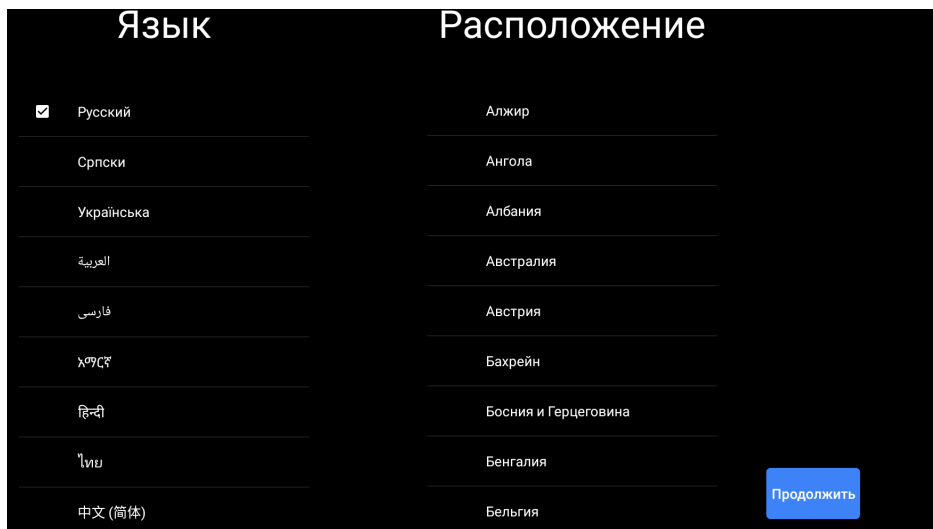 Язык
Расположение
Русский
Српски
Українська
العربية
فارسی
አማርኛ
हिन्दी
ไทย
中文 (简体)
Алжир
Ангола
Албания
Австралия
Австрия
Бахрейн
Босния и Герцеговина
Бенгалия
Бельгия
Продолжить